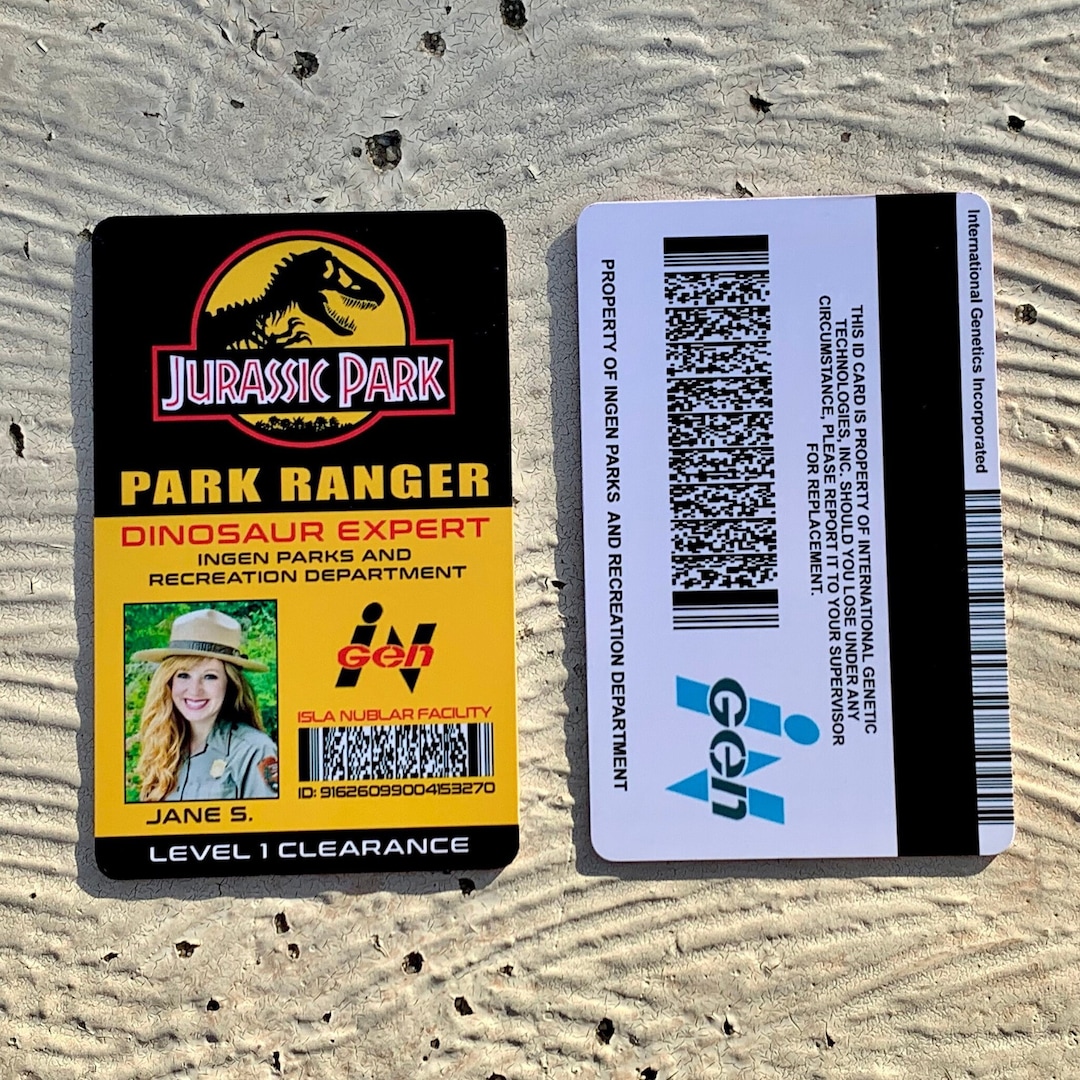 JURASSIC PARK
PARK RANGER
DINOSAUR EXPERT
INGEN PARKS AND
RECREATION DEPARTMENT
inGen
ISLA NUBLAR FACILITY
ID: 91626099004153270
JANE S.
LEVEL 1 CLEARANCE
International Genetics Incorporated
THIS ID CARD IS PROPERTY OF INTERNATIONAL GENETIC
TECHNOLOGIES, INC. SHOULD YOU LOSE UNDER ANY
CIRCUMSTANCE, PLEASE REPORT IT TO YOUR SUPERVISOR
FOR REPLACEMENT.
inGen
PROPERTY OF INGEN PARKS AND RECREATION DEPARTMENT